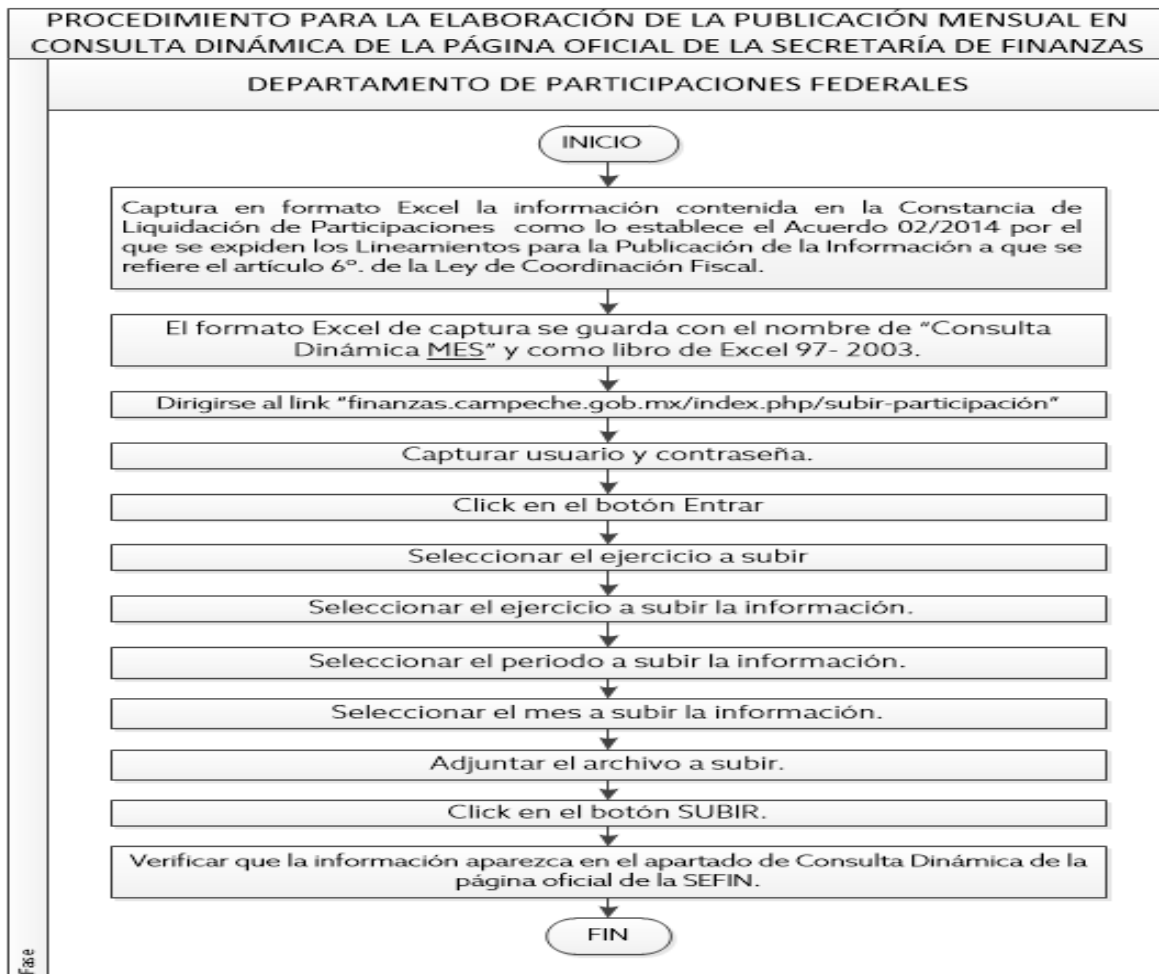 PROCEDIMIENTO PARA LA ELABORACIÓN DE LA PUBLICACIÓN MENSUAL EN
CONSULTA DINÁMICA DE LA PÁGINA OFICIAL DE LA SECRETARÍA DE FINANZAS
DEPARTAMENTO DE PARTICIPACIONES FEDERALES
INICIO
Captura en formato Excel la información contenida en la Constancia de
Liquidación de Participaciones como lo establece el Acuerdo 02/2014 por el
que se expiden los Lineamientos para la Publicación de la Información a que se
refiere el artículo 6º. de la Ley de Coordinación Fiscal.
El formato Excel de captura se guarda con el nombre de “Consulta
Dinámica MES” y como libro de Excel 97- 2003.
Dirigirse al link “finanzas.campeche.gob.mx/index.php/subir-participación”
Capturar usuario y contraseña.
Click en el botón Entrar
Seleccionar el ejercicio a subir
Seleccionar el ejercicio a subir la información.
Seleccionar el periodo a subir la información.
Seleccionar el mes a subir la información.
Adjuntar el archivo a subir.
Click en el botón SUBIR.
Verificar que la información aparezca en el apartado de Consulta Dinámica de la
página oficial de la SEFIN.
FIN
Fase